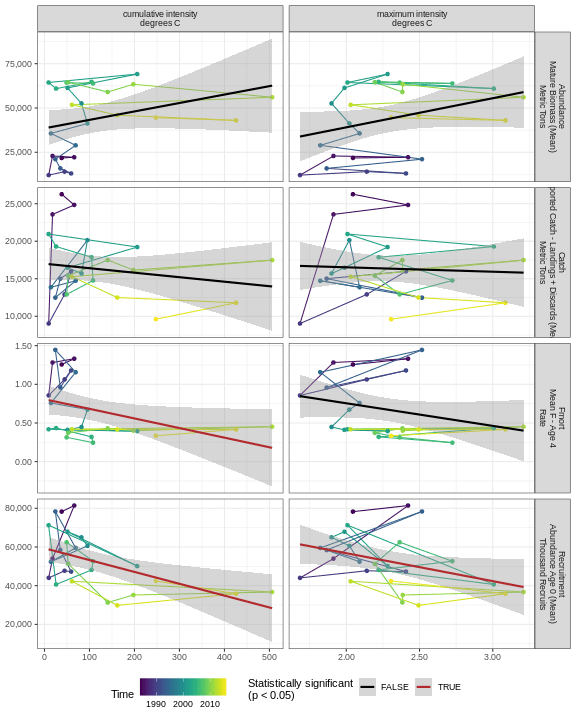 cumulative intensity
degrees C
maximum intensity
degrees C
75,000
50,000
25,000
Abundance
Mature Biomass (Mean)
Metric Tons
25,000
20,000
15,000
10,000
Catch
ported Catch - Landings + Discards (Me
Metric Tons
1.50
1.00
0.50
0.00
Fmort
Mean F - Age 4
Rate
80,000
60,000
40,000
20,000
Recruitment
Abundance Age 0 (Mean)
Thousand Recruits
0 100 200 300 400 500
2.00 2.50 3.00
Time
1990 2000 2010
Statistically significant
(p < 0.05)
FALSE
TRUE